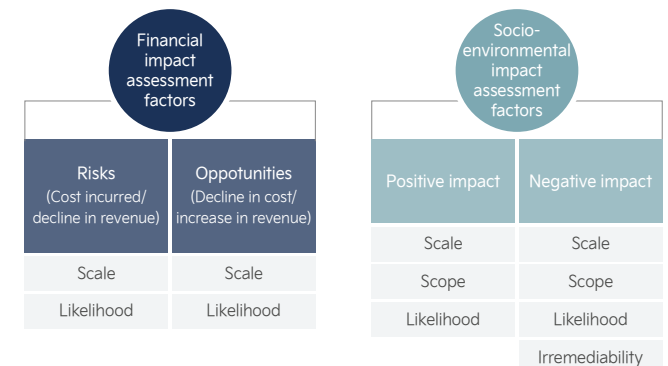 Financial
impact
assessment
factors
Risks
(Cost incurred/
decline in revenue)
Oppotunities
(Decline in cost/
increase in revenue)
Scale
Scale
Likelihood
Likelihood
Socio-
environmental
impact
assessment
factors
Positive impact
Negative impact
Scale
Scale
Scope
Scope
Likelihood
Likelihood
Irremediability